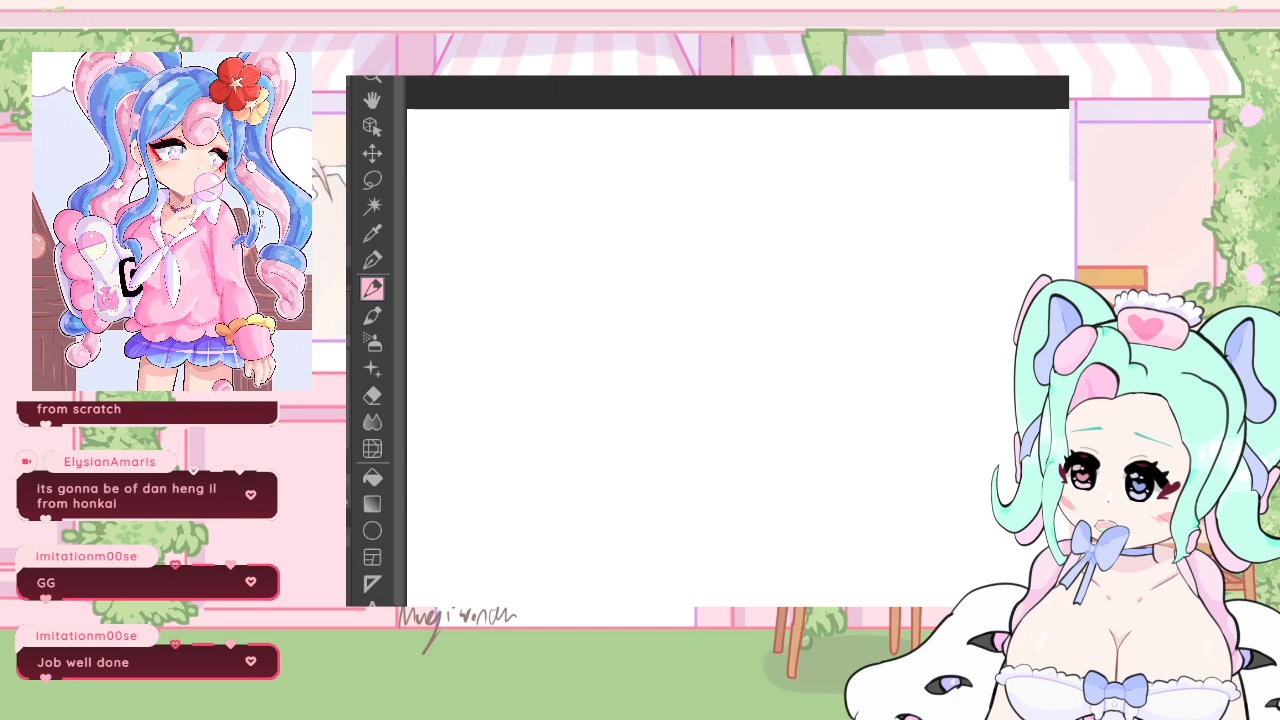 from scratch
ElysianAmaris
its gonna be of dan heng il
from honkai
imitationm00se
GG
imitationm00se
Job well done